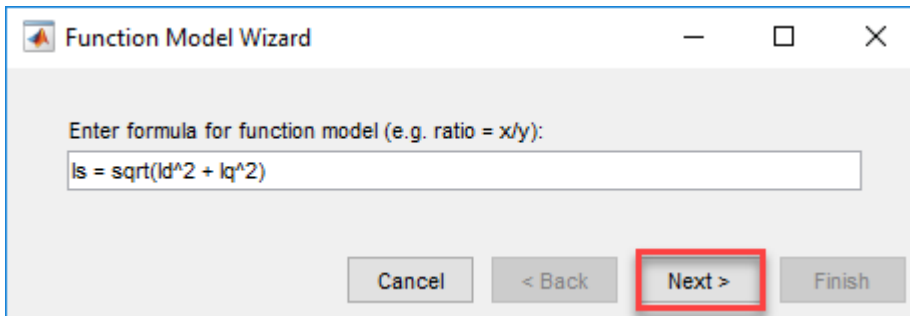 Function Model Wizard
Enter formula for function model (e.g. ratio = x/y):
Is = sqrt(Id^2 + Iq^2)
Cancel
< Back
Next >
Finish